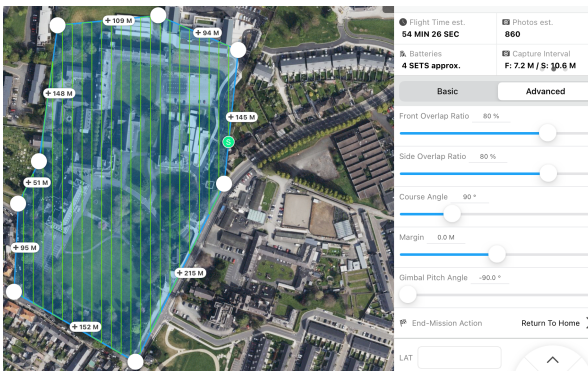 + 109 M
+ 94 M
+ 148 M
+ 145 M
S
+ 51 M
+ 95 M
+ 215 M
+ 152 M
Flight Time est.
54 MIN 26 SEC
Photos est.
860
Batteries
4 SETS approx.
Capture Interval
F: 7.2 M / S: 10.6 M
Basic
Advanced
Front Overlap Ratio 80 %
Side Overlap Ratio 80 %
Course Angle 90 °
Margin 0.0 M
Gimbal Pitch Angle -90.0 °
End-Mission Action Return To Home
LAT